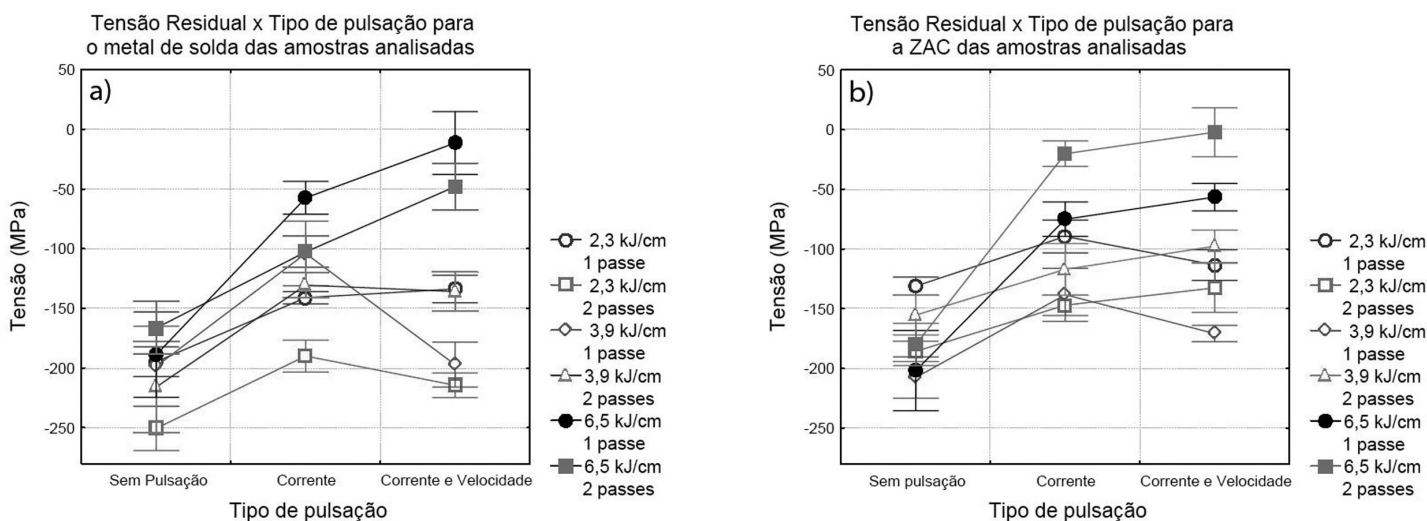 Tensão Residual x Tipo de pulsação para
o metal de solda das amostras analisadas
a)
50
0
-50
-100
-150
-200
-250
Tensão (MPa)
Sem Pulsação
Corrente
Corrente e Velocidade
Tipo de pulsação
2,3 kJ/cm
1 passe
2,3 kJ/cm
2 passes
3,9 kJ/cm
1 passe
3,9 kJ/cm
2 passes
6,5 kJ/cm
1 passe
6,5 kJ/cm
2 passes
Tensão Residual x Tipo de pulsação para
a ZAC das amostras analisadas
b)
50
0
-50
-100
-150
-200
-250
Tensão (MPa)
Sem pulsação
Corrente
Corrente e Velocidade
Tipo de pulsação
2,3 kJ/cm
1 passe
2,3 kJ/cm
2 passes
3,9 kJ/cm
1 passe
3,9 kJ/cm
2 passes
6,5 kJ/cm
1 passe
6,5 kJ/cm
2 passes